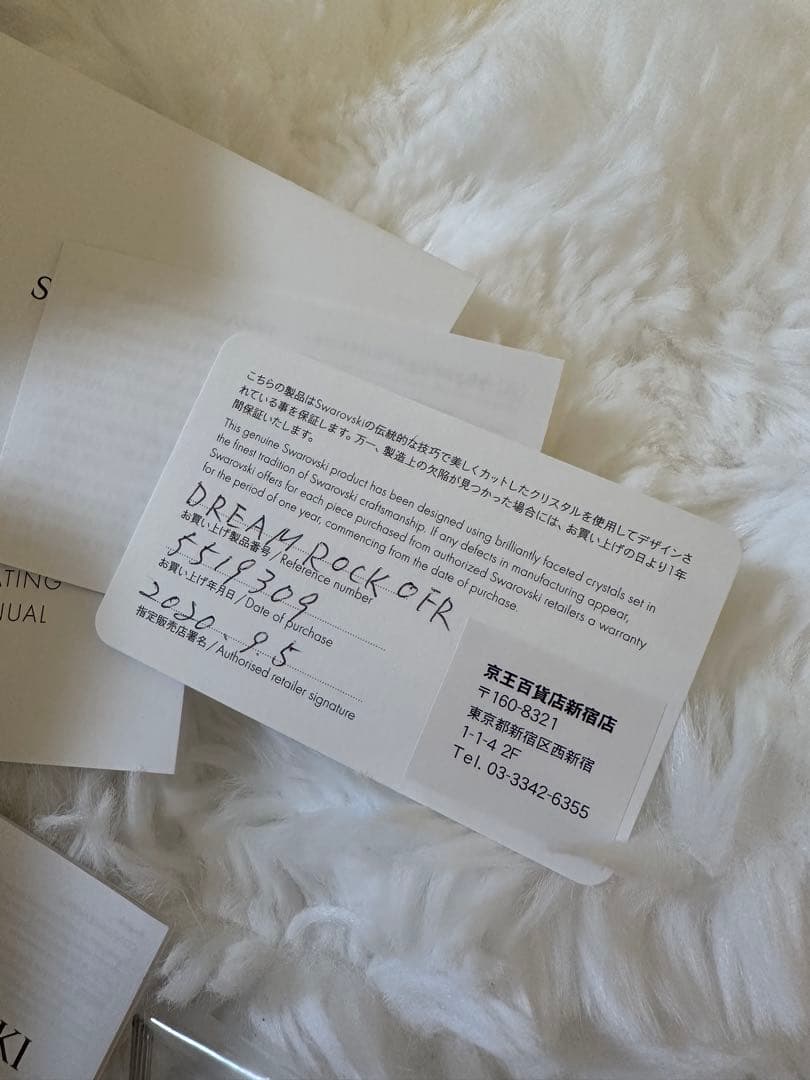 S
ATING
NUAL
KI
こちらの製品はSwarovskiの伝統的な技巧で美しくカットしたクリスタルを使用してデザインさ
れている事を保証します。万一、製造上の欠陥が見つかった場合には、お買い上げの日より1年
間保証いたします。
This genuine Swarovski product has been designed using brilliantly faceted crystals set in
the finest tradition of Swarovski craftsmanship. If any defects in manufacturing appear,
Swarovski offers for each piece purchased from authorized Swarovski retailers a warranty
for the period of one year, commencing from the date of purchase.
DREAM ROCK OFR
お買い上げ製品番号 / Reference number
5519309
お買い上げ年月日 / Date of purchase
2020、9.5
指定販売店署名 / Authorised retailer signature
京王百貨店新宿店
〒160-8321
東京都新宿区西新宿
1-1-4 2F
Tel. 03-3342-6355